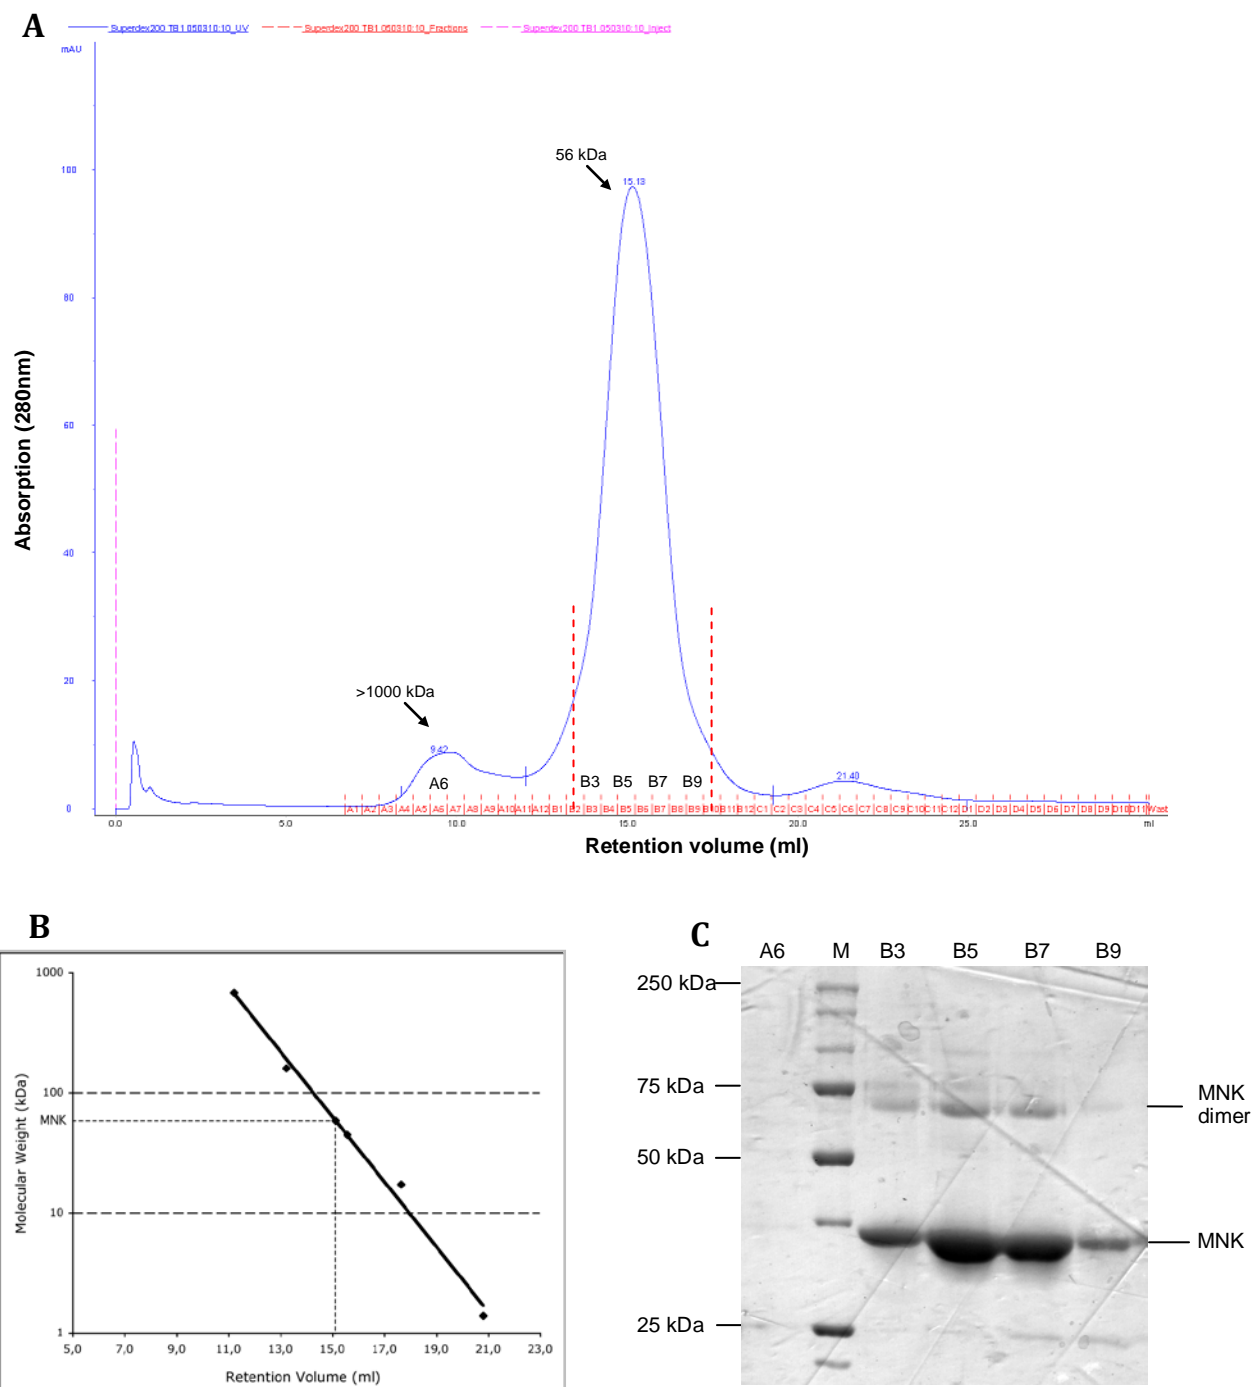 A
Superdex200 TB1 050310:10_UV Superdex200 TB1 050310:10_Fractions Superdex200 TB1 050310:10_Inject
mAU
100
80
60
40
20
0
Absorption (280nm)
56 kDa
15.13
>1000 kDa
9.42
21.40
A6 B3 B5 B7 B9
A1 A2 A3 A4 A5 A6 A7 A8 A9 A10 A11 A12 B1 B2 B3 B4 B5 B6 B7 B8 B9 B10 B11 B12 C1 C2 C3 C4 C5 C6 C7 C8 C9 C10 C11 C12 D1 D2 D3 D4 D5 D6 D7 D8 D9 D10 D11 Wast
0.0 5.0 10.0 15.0 20.0 25.0 ml
Retention volume (ml)
B
1000
100
MNK
10
1
Molecular Weight (kDa)
5,0 7,0 9,0 11,0 13,0 15,0 17,0 19,0 21,0 23,0
Retention Volume (ml)
C
A6 M B3 B5 B7 B9
250 kDa
75 kDa
50 kDa
25 kDa
MNK
dimer
MNK